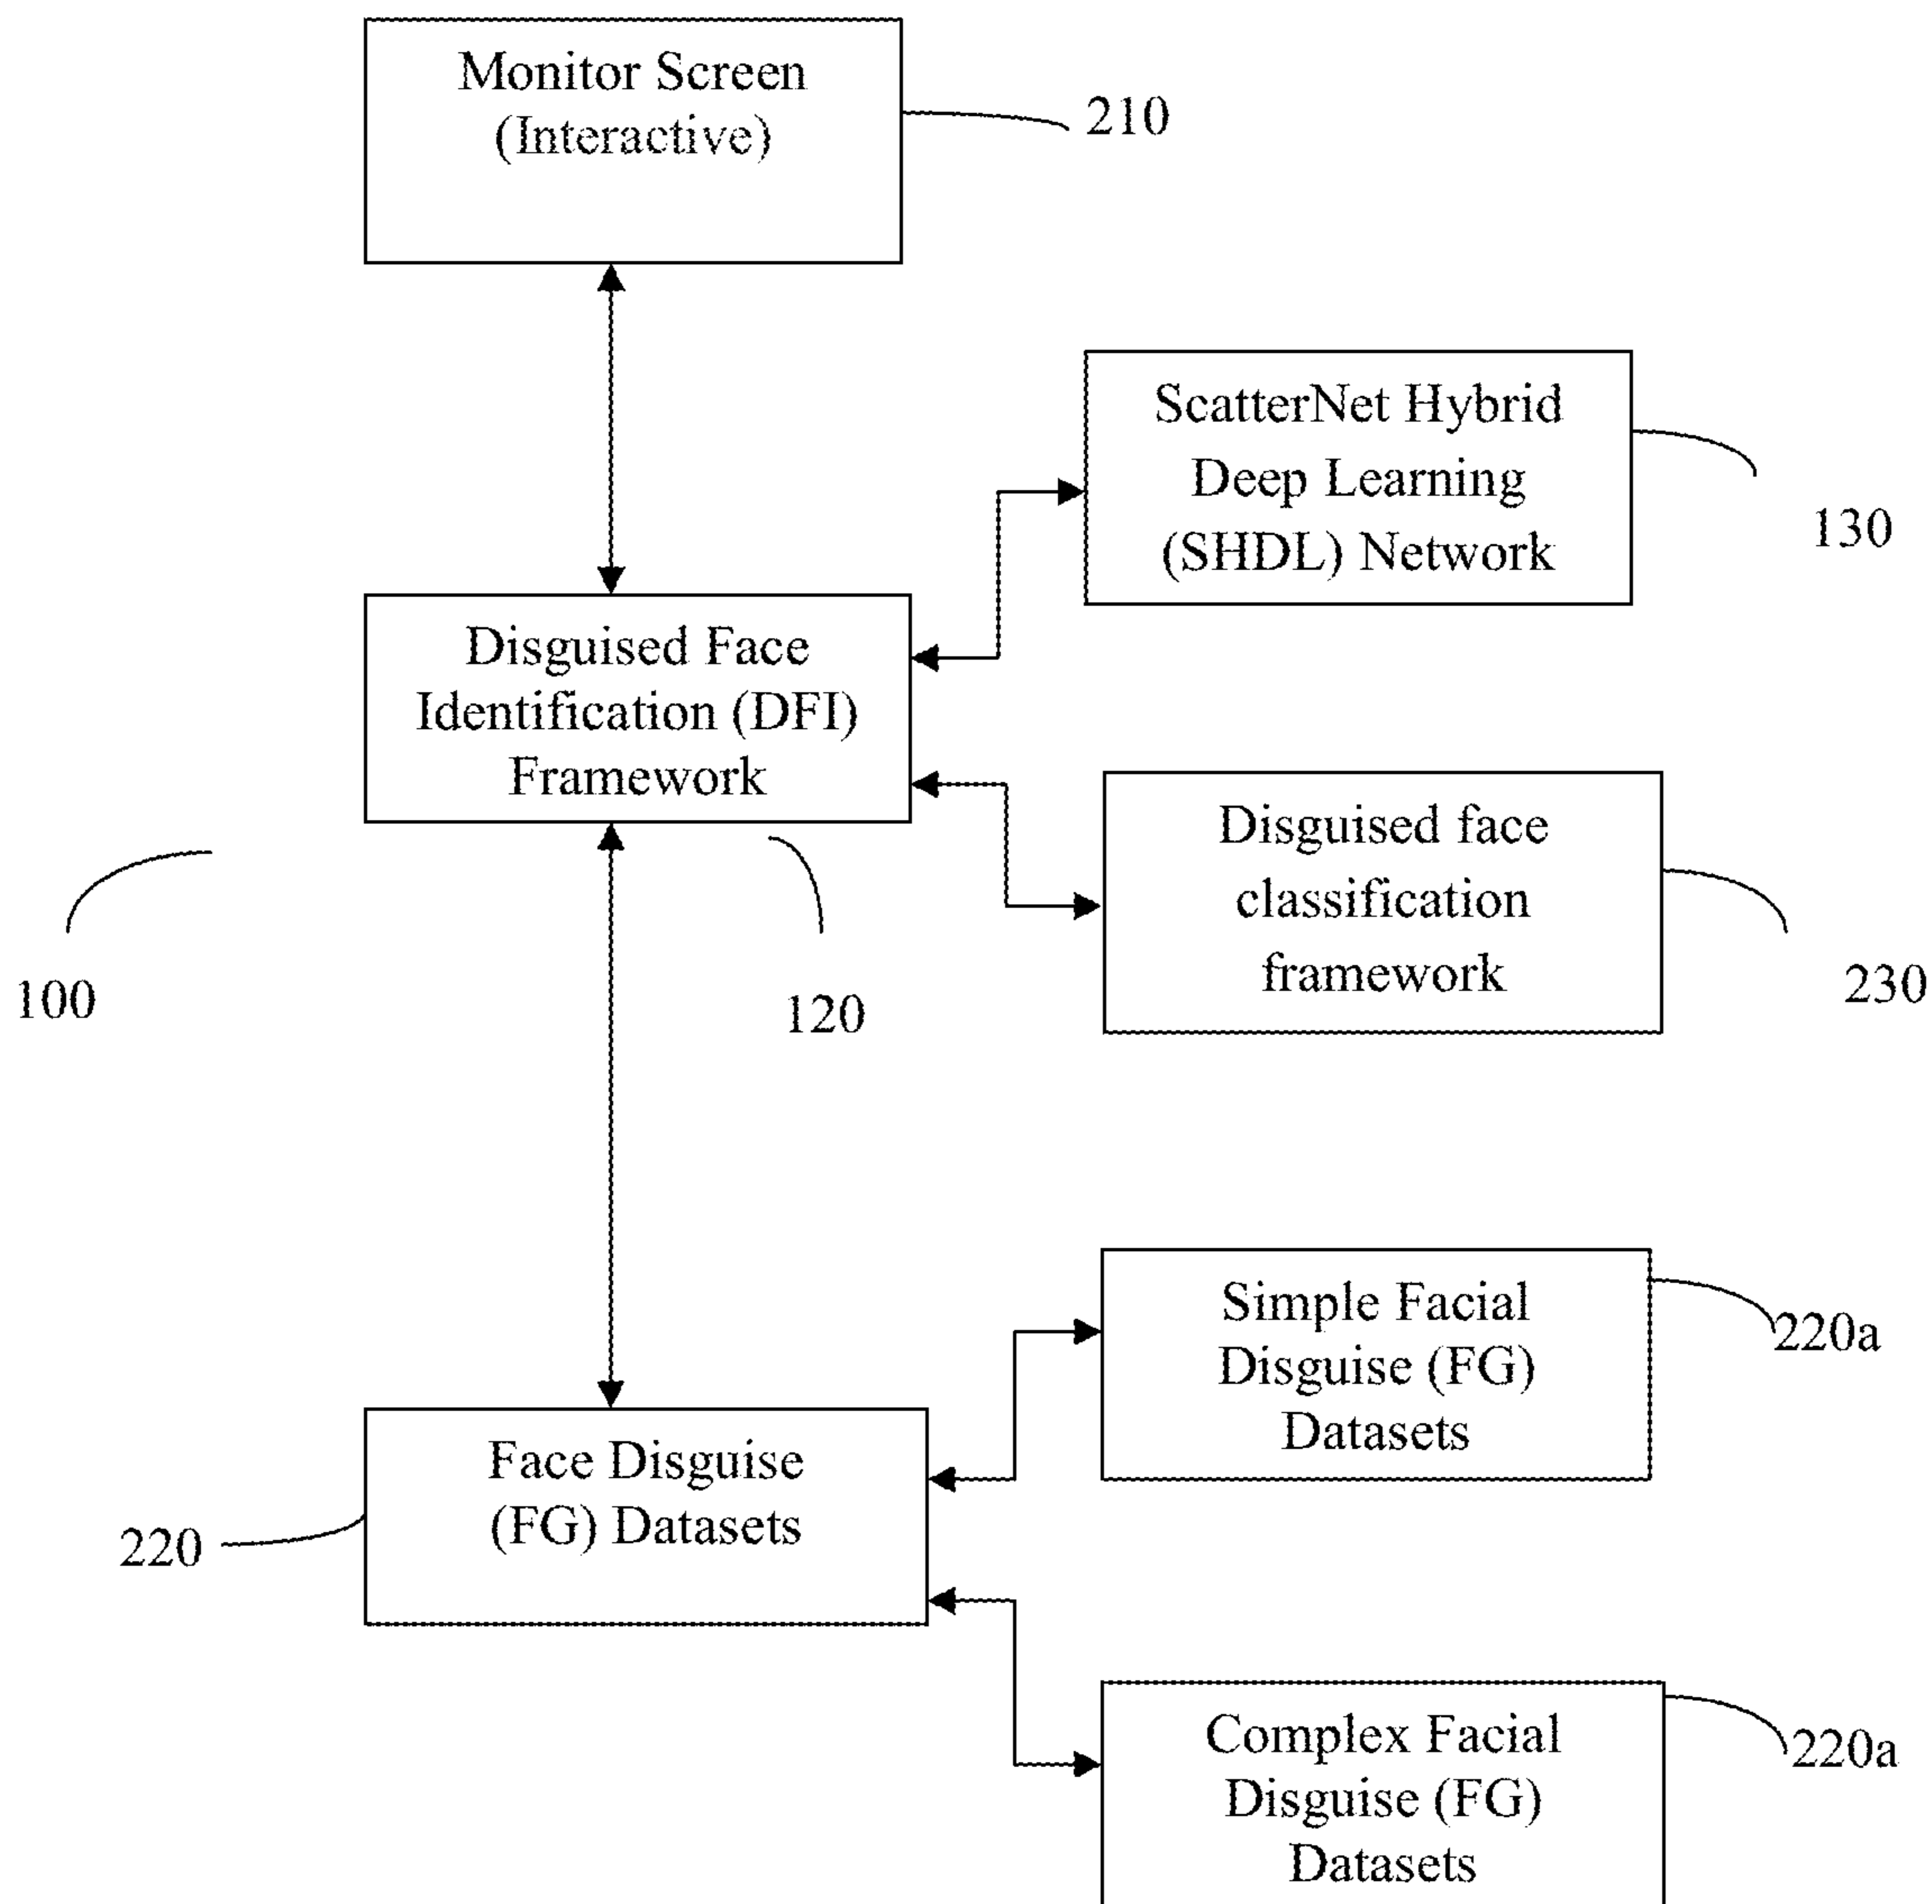 Monitor Screen
(Interactive)
210
ScatterNet Hybrid
Deep Learning
(SHDL) Network
130
Disguised Face
Identification (DFI)
Framework
Disguised face
classification
framework
230
100
120
Simple Facial
Disguise (FG)
Datasets
220a
Face Disguise
(FG) Datasets
220
Complex Facial
Disguise (FG)
Datasets
220a